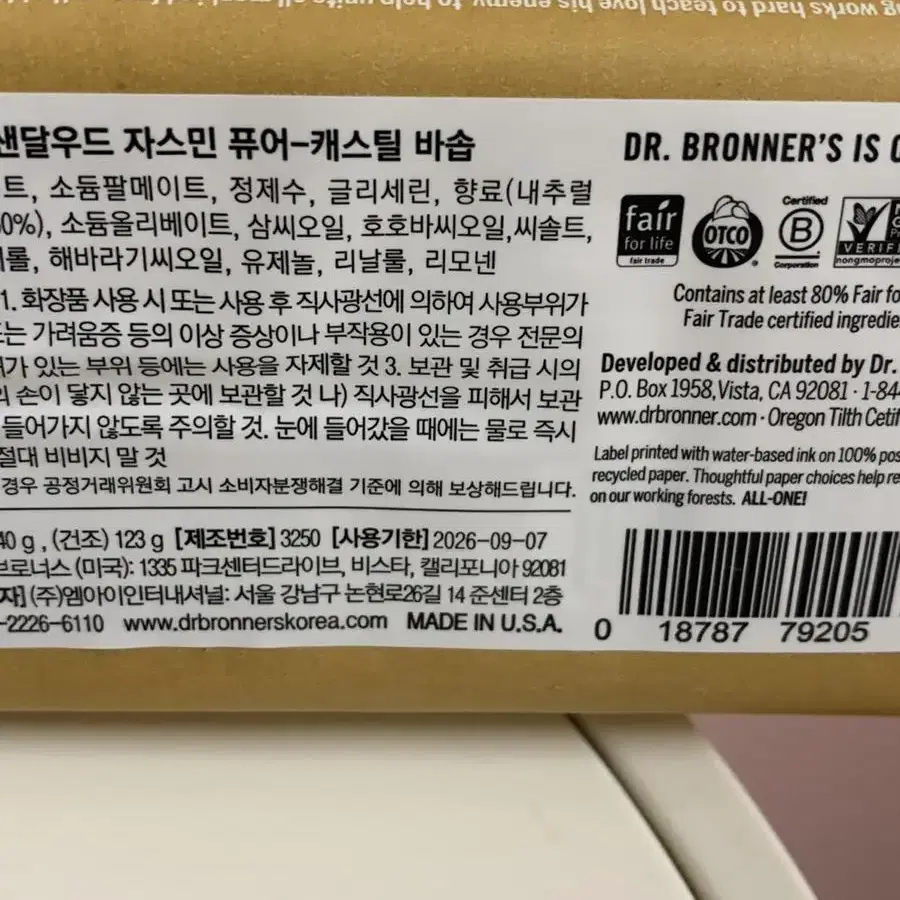 ng works hard to teach love his enemy, to help unite all
샌달우드 자스민 퓨어-캐스틸 바솝
트, 소듐팔메이트, 정제수, 글리세린, 향료(내추럴
0%), 소듐올리베이트, 삼씨오일, 호호바씨오일,씨솔트,
롤, 해바라기씨오일, 유제놀, 리날룰, 리모넨
1. 화장품 사용 시 또는 사용 후 직사광선에 의하여 사용부위가
또는 가려움증 등의 이상 증상이나 부작용이 있는 경우 전문의
가 있는 부위 등에는 사용을 자제할 것 3. 보관 및 취급 시의
의 손이 닿지 않는 곳에 보관할 것 나) 직사광선을 피해서 보관
들어가지 않도록 주의할 것. 눈에 들어갔을 때에는 물로 즉시
절대 비비지 말 것
경우 공정거래위원회 고시 소비자분쟁해결 기준에 의해 보상해드립니다.
40 g , (건조) 123 g [제조번호] 3250 [사용기한] 2026-09-07
브로너스 (미국): 1335 파크센터드라이브, 비스타, 캘리포니아 92081
자] (주)엠아이인터내셔널: 서울 강남구 논현로26길 14 준센터 2층
-2226-6110 www.drbronnerskorea.com MADE IN U.S.A.
DR. BRONNER'S IS
fair for life
fair trade
OTCO
Certified
B
Corporation
VERIFI
nongmoproje
Contains at least 80% Fair fo
Fair Trade certified ingredie
Developed & distributed by Dr.
P.O. Box 1958, Vista, CA 92081 · 1-84
www.drbronner.com · Oregon Tilth Certif
Label printed with water-based ink on 100% pos
recycled paper. Thoughtful paper choices help re
on our working forests. ALL-ONE!
0 18787 79205